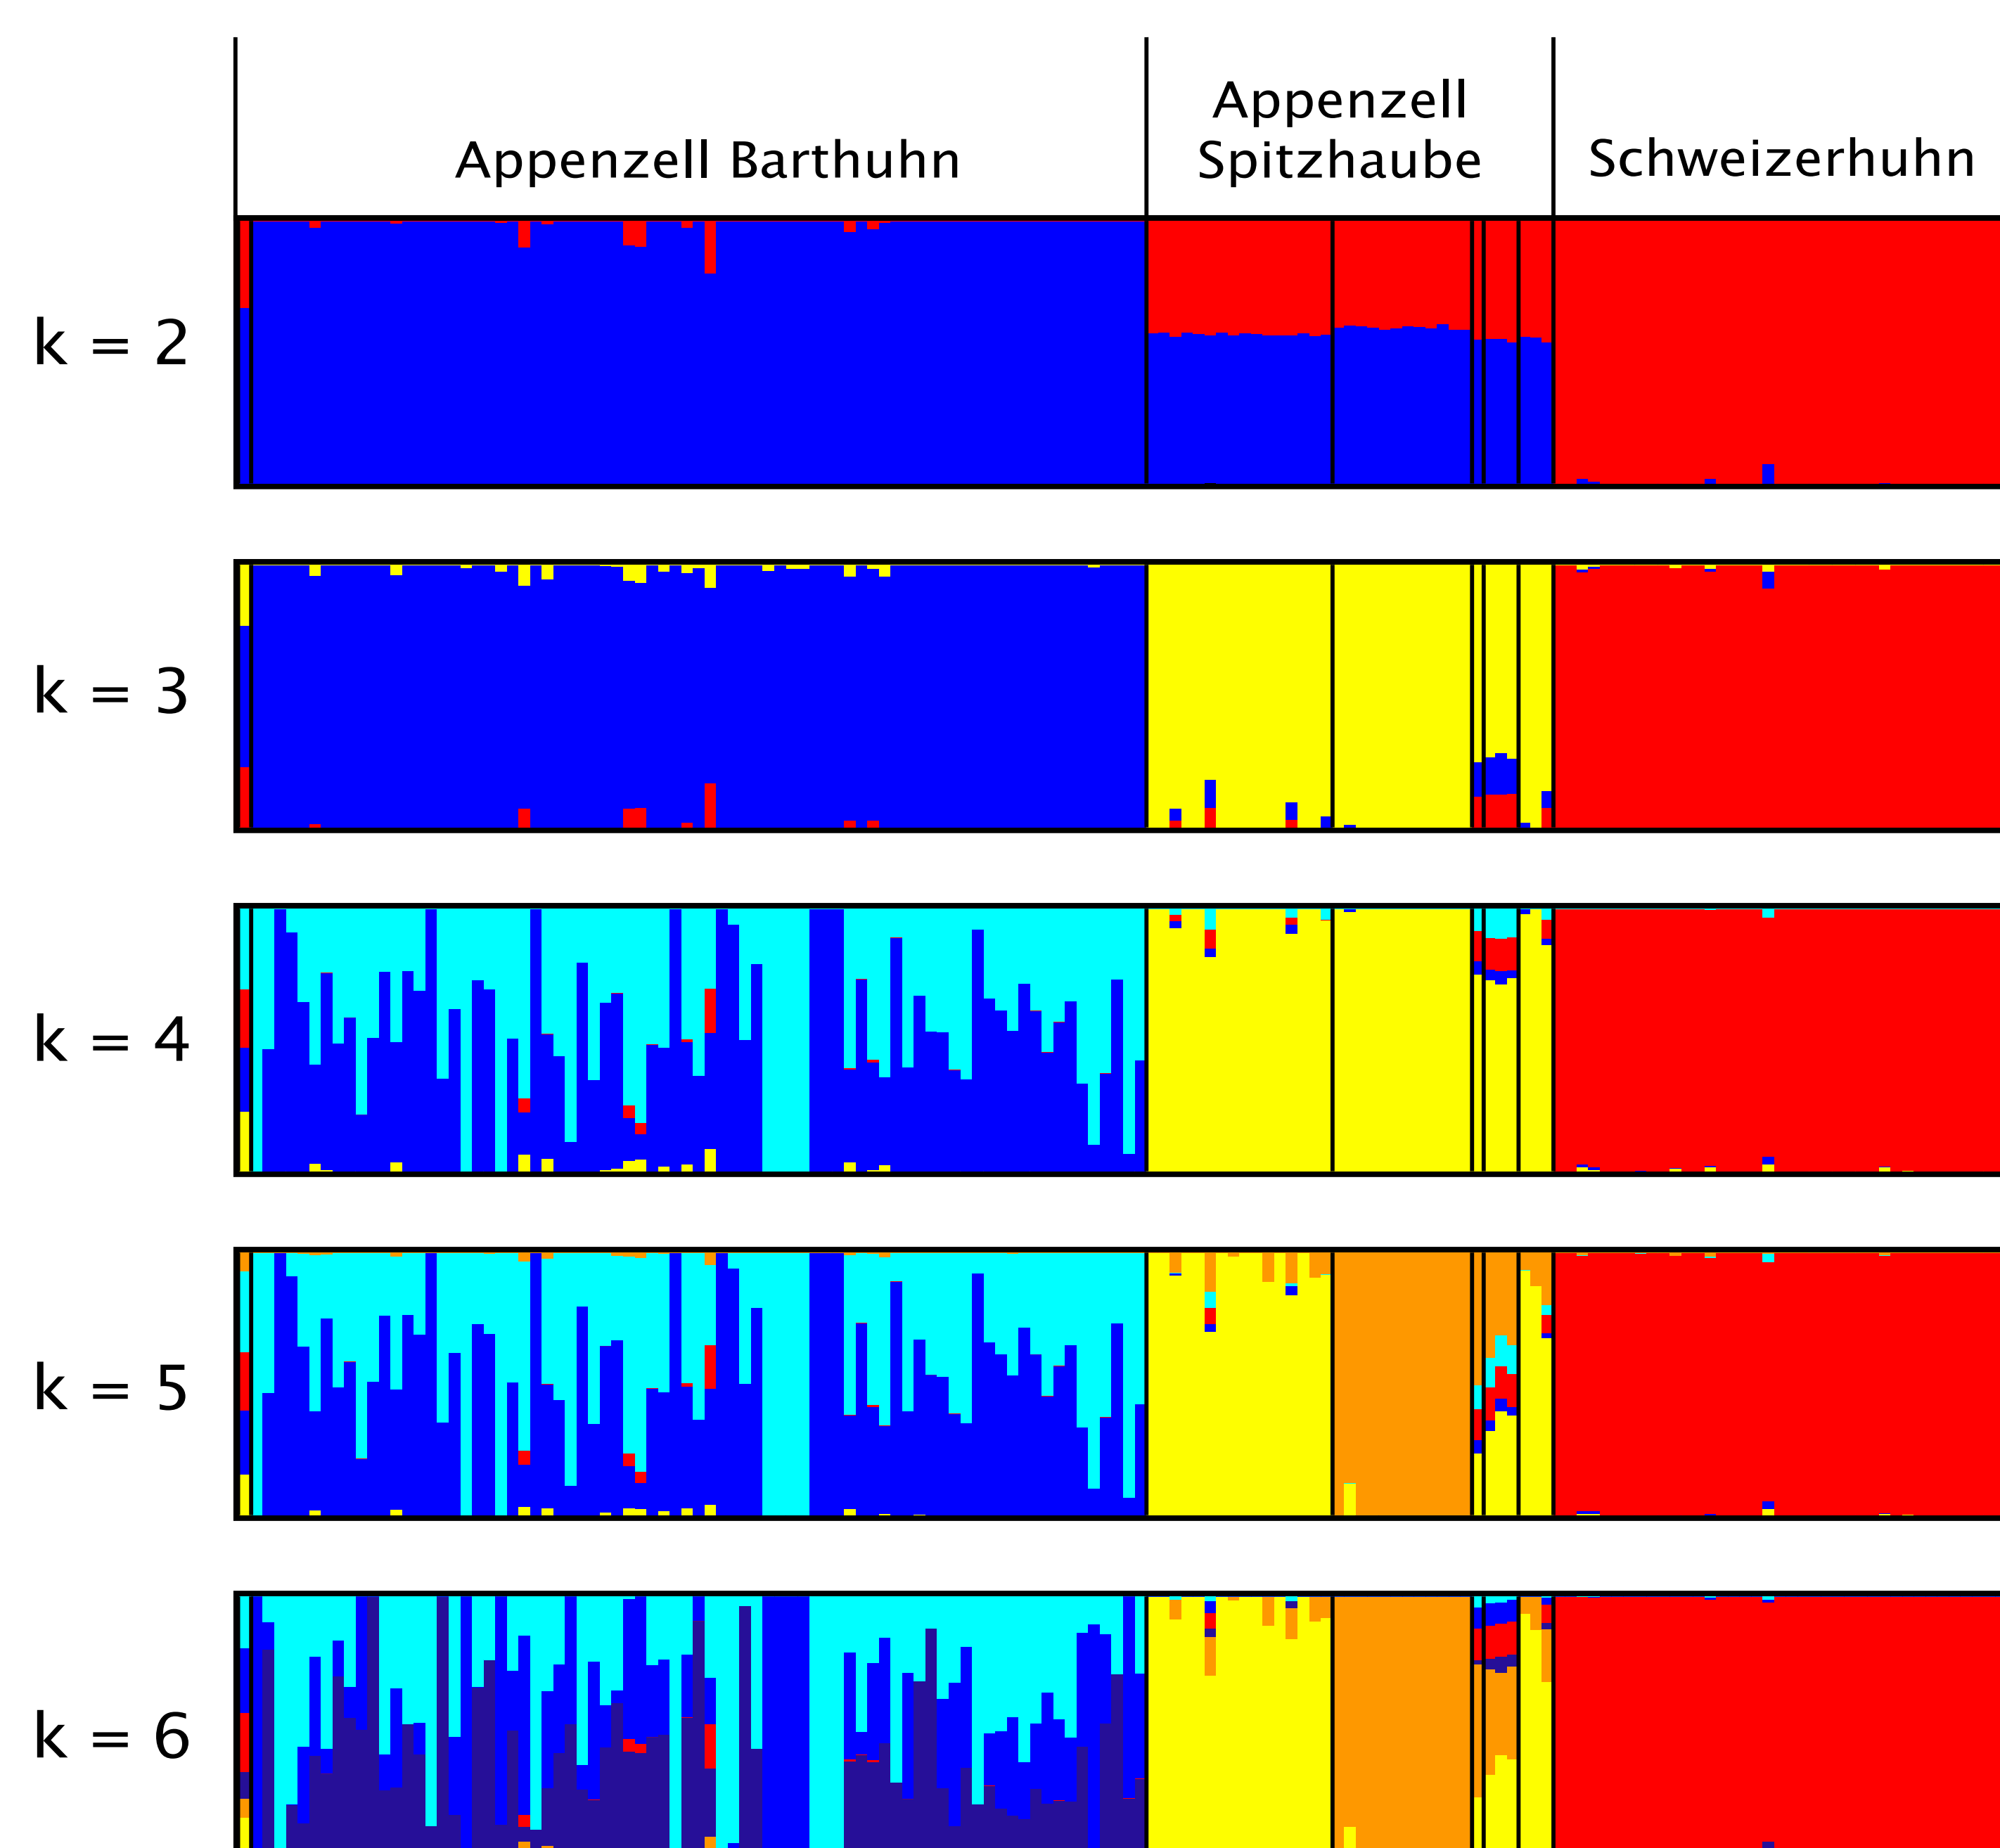 Appenzell Barthuhn
Appenzell
Spitzhaube
Schweizerhuhn
k = 2
k = 3
k = 4
k = 5
k = 6